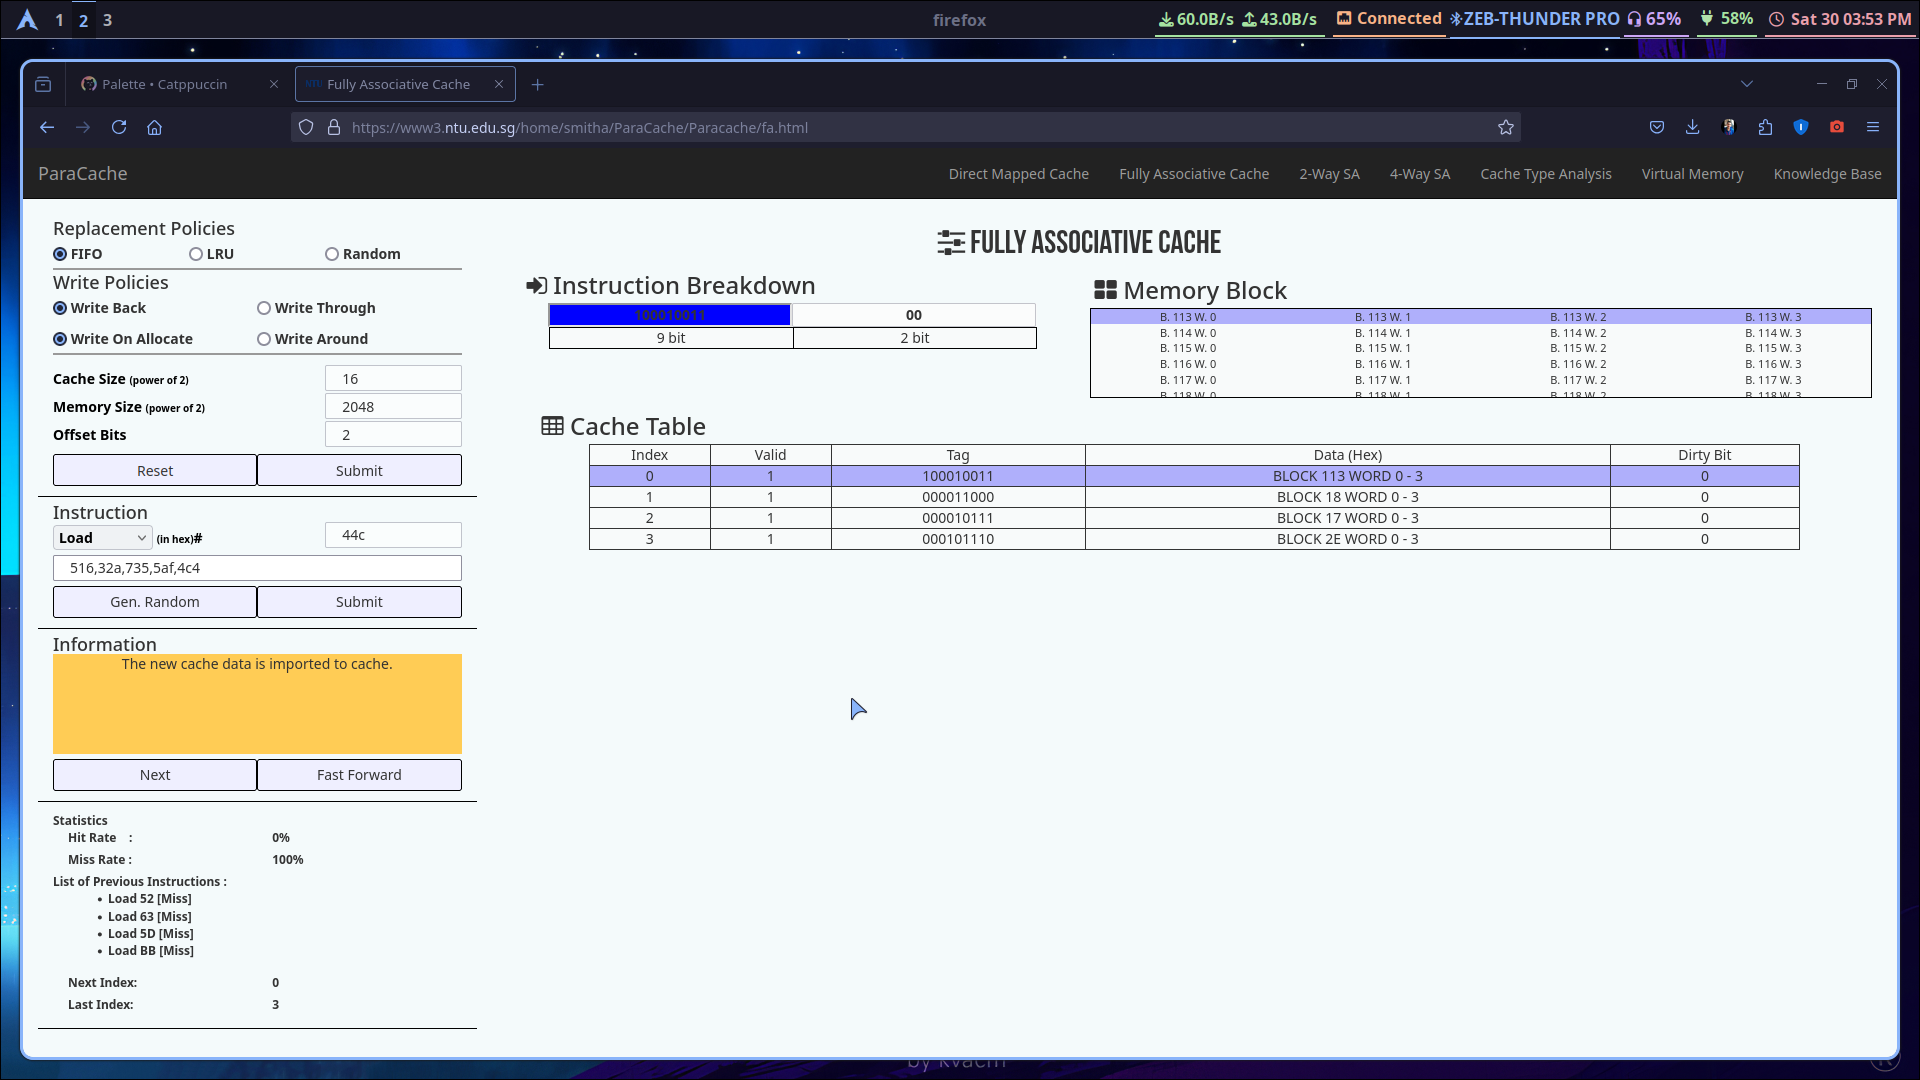 1 2 3
firefox
60.0B/s 43.0B/s Connected ZEB-THUNDER PRO 65% 58% Sat 30 03:53 PM
Palette • Catppuccin
Fully Associative Cache
https://www3.ntu.edu.sg/home/smitha/ParaCache/Paracache/fa.html
ParaCache
Direct Mapped Cache Fully Associative Cache 2-Way SA 4-Way SA Cache Type Analysis Virtual Memory Knowledge Base
Replacement Policies
FIFO LRU Random
Write Policies
Write Back Write Through
Write On Allocate Write Around
Cache Size (power of 2) 16
Memory Size (power of 2) 2048
Offset Bits 2
Reset Submit
Instruction
Load (in hex)# 44c
516,32a,735,5af,4c4
Gen. Random Submit
Information
The new cache data is imported to cache.
Next Fast Forward
Statistics
Hit Rate : 0%
Miss Rate : 100%
List of Previous Instructions :
• Load 52 [Miss]
• Load 63 [Miss]
• Load 5D [Miss]
• Load BB [Miss]
Next Index: 0
Last Index: 3
FULLY ASSOCIATIVE CACHE
Instruction Breakdown
100010011 00
9 bit 2 bit
Memory Block
B. 113 W. 0 B. 113 W. 1 B. 113 W. 2 B. 113 W. 3
B. 114 W. 0 B. 114 W. 1 B. 114 W. 2 B. 114 W. 3
B. 115 W. 0 B. 115 W. 1 B. 115 W. 2 B. 115 W. 3
B. 116 W. 0 B. 116 W. 1 B. 116 W. 2 B. 116 W. 3
B. 117 W. 0 B. 117 W. 1 B. 117 W. 2 B. 117 W. 3
B. 118 W. 0 B. 118 W. 1 B. 118 W. 2 B. 118 W. 3
Cache Table
Index Valid Tag Data (Hex) Dirty Bit
0 1 100010011 BLOCK 113 WORD 0 - 3 0
1 1 000011000 BLOCK 18 WORD 0 - 3 0
2 1 000010111 BLOCK 17 WORD 0 - 3 0
3 1 000101110 BLOCK 2E WORD 0 - 3 0